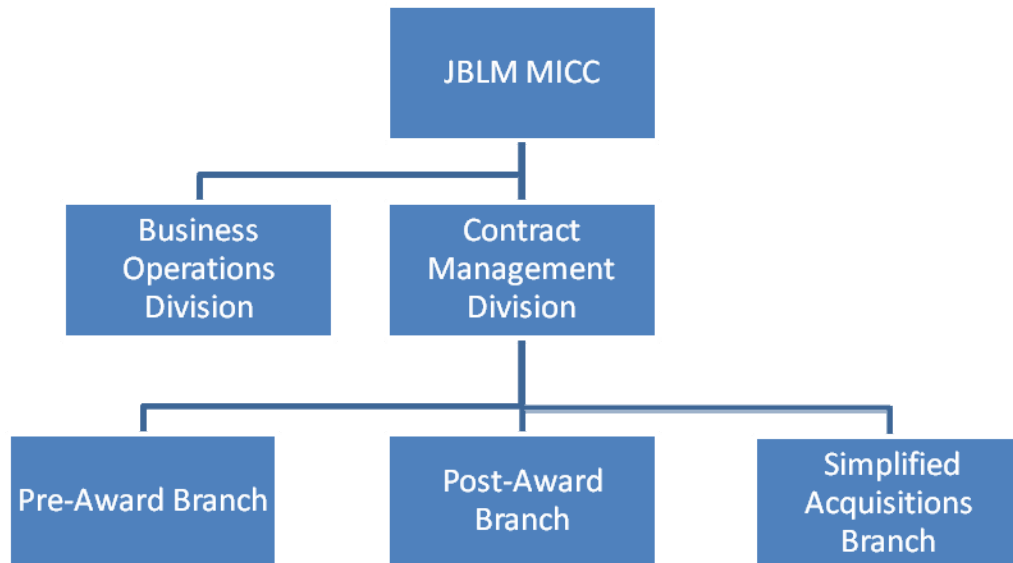 JBLM MICC
Business
Operations
Division
Contract
Management
Division
Pre-Award Branch
Post-Award
Branch
Simplified
Acquisitions
Branch